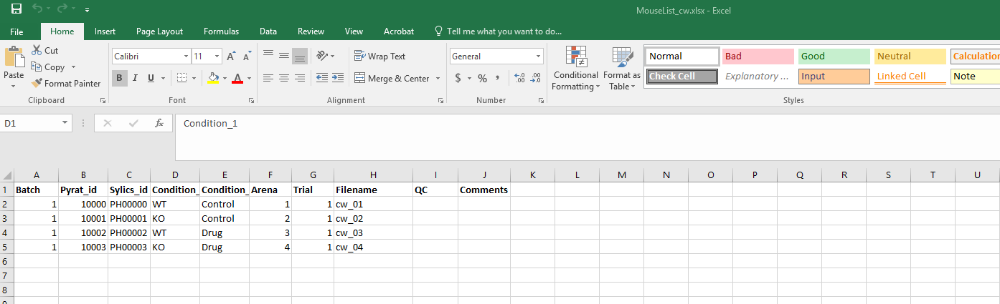 MouseList_cw.xlsx - Excel
File Home Insert Page Layout Formulas Data Review View Acrobat Tell me what you want to do...
Paste
Cut
Copy
Format Painter
Clipboard
Calibri 11
B I U
Font
Wrap Text
Merge & Center
Alignment
General
$ % ,
Number
Conditional Formatting
Format as Table
Normal Bad Good Neutral Calculation
Check Cell Explanatory ... Input Linked Cell Note
Styles
D1 fx Condition_1
A B C D E F G H I J K L M N O P Q R S T U
1 Batch Pyrat_id Sylics_id Condition_ Condition_ Arena Trial Filename QC Comments
2 1 10000 PH00000 WT Control 1 1 cw_01
3 1 10001 PH00001 KO Control 2 1 cw_02
4 1 10002 PH00002 WT Drug 3 1 cw_03
5 1 10003 PH00003 KO Drug 4 1 cw_04
6
7
8